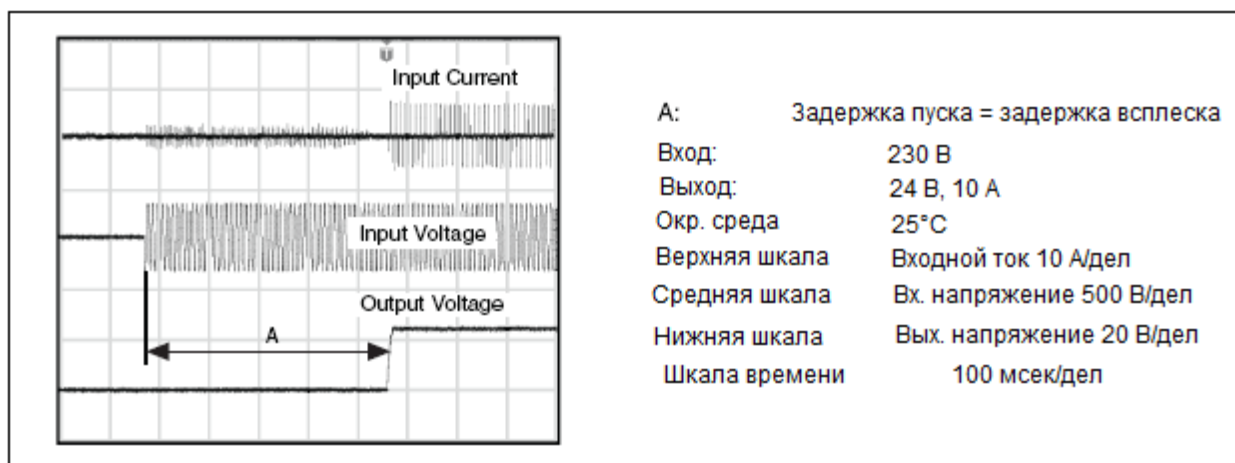 Input Current
Input Voltage
Output Voltage
A
A: Задержка пуска = задержка всплеска
Вход: 230 В
Выход: 24 В, 10 А
Окр. среда 25°C
Верхняя шкала Входной ток 10 А/дел
Средняя шкала Вх. напряжение 500 В/дел
Нижняя шкала Вых. напряжение 20 В/дел
Шкала времени 100 мсек/дел